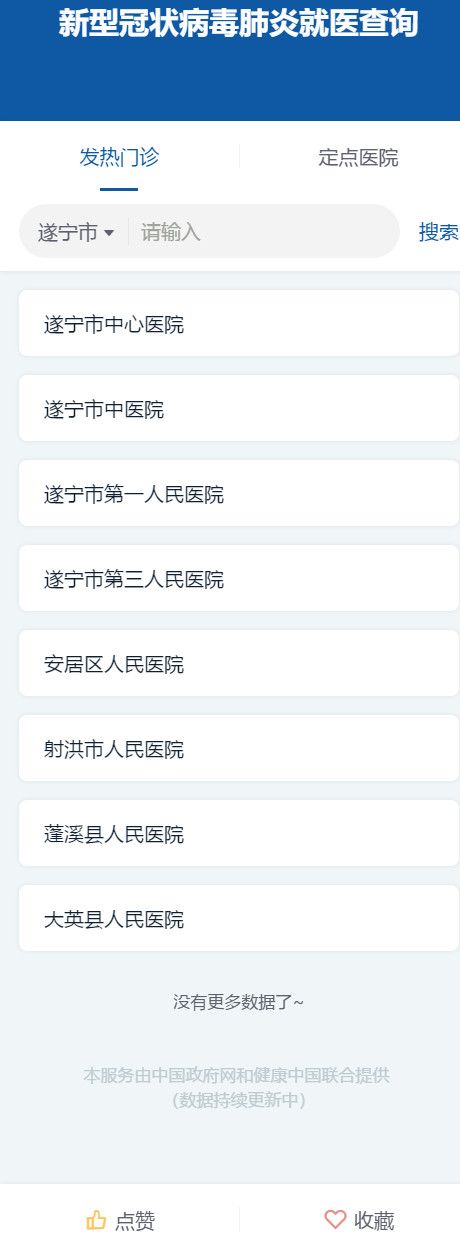 新型冠状病毒肺炎就医查询
发热门诊 定点医院
遂宁市 请输入 搜索
遂宁市中心医院
遂宁市中医院
遂宁市第一人民医院
遂宁市第三人民医院
安居区人民医院
射洪市人民医院
蓬溪县人民医院
大英县人民医院
没有更多数据了~
本服务由中国政府网和健康中国联合提供
（数据持续更新中）
点赞 收藏